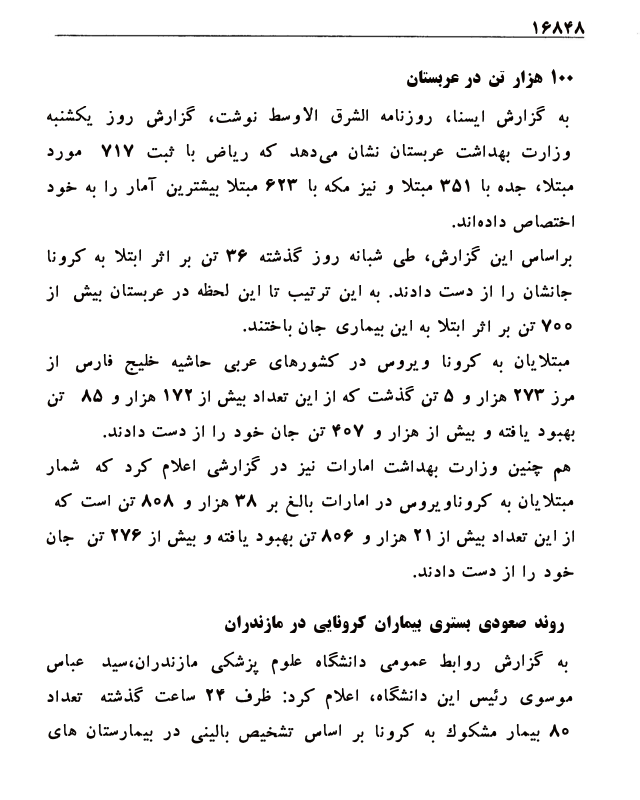 ۱۶۸۴۸
۱۰۰ هزار تن در عربستان
به گزارش ایسنا، روزنامه الشرق الاوسط نوشت، گزارش روز یکشنبه
وزارت بهداشت عربستان نشان می‌دهد که ریاض با ثبت ۷۱۷ مورد
مبتلا، جده با ۳۵۱ مبتلا و نیز مکه با ۶۲۳ مبتلا بیشترین آمار را به خود
اختصاص داده‌اند.
براساس این گزارش، طی شبانه روز گذشته ۳۶ تن بر اثر ابتلا به کرونا
جانشان را از دست دادند. به این ترتیب تا این لحظه در عربستان بیش از
۷۰۰ تن بر اثر ابتلا به این بیماری جان باختند.
مبتلایان به کرونا ویروس در کشورهای عربی حاشیه خلیج فارس از
مرز ۲۷۳ هزار و ۵ تن گذشت که از این تعداد بیش از ۱۷۲ هزار و ۸۵ تن
بهبود یافته و بیش از هزار و ۴۰۷ تن جان خود را از دست دادند.
هم چنین وزارت بهداشت امارات نیز در گزارشی اعلام کرد که شمار
مبتلایان به کروناویروس در امارات بالغ بر ۳۸ هزار و ۸۰۸ تن است که
از این تعداد بیش از ۲۱ هزار و ۸۰۶ تن بهبود یافته و بیش از ۲۷۶ تن جان
خود را از دست دادند.
روند صعودی بستری بیماران کرونایی در مازندران
به گزارش روابط عمومی دانشگاه علوم پزشکی مازندران،سید عباس
موسوی رئیس این دانشگاه، اعلام کرد: ظرف ۲۴ ساعت گذشته تعداد
۸۰ بیمار مشکوک به کرونا بر اساس تشخیص بالینی در بیمارستان های